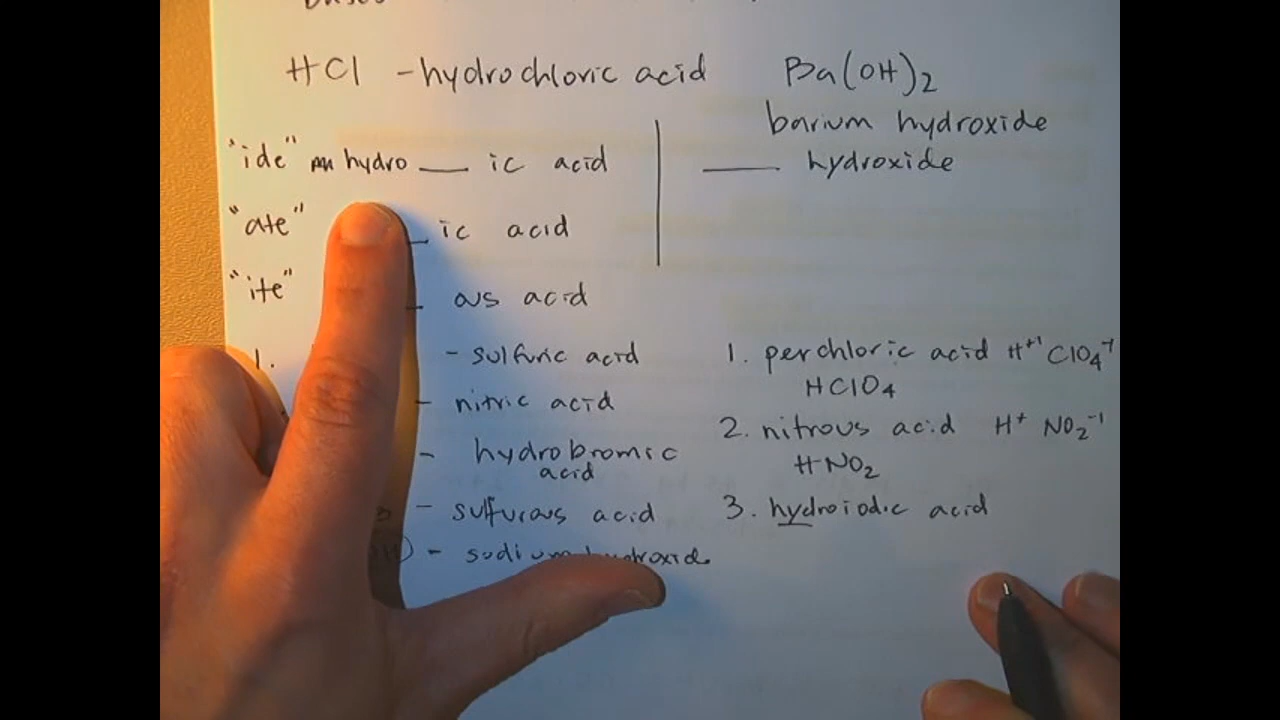 HCl - hydrochloric acid
Ba(OH)2
barium hydroxide
"ide" hydro ___ ic acid
___ hydroxide
"ate" _ ic acid
"ite" _ ous acid
1. - sulfuric acid
- nitric acid
- hydrobromic
acid
- sulfurous acid
- sodium hydroxide
1. perchloric acid H+1 ClO4-1
HClO4
2. nitrous acid H+ NO2-1
HNO2
3. hydroiodic acid